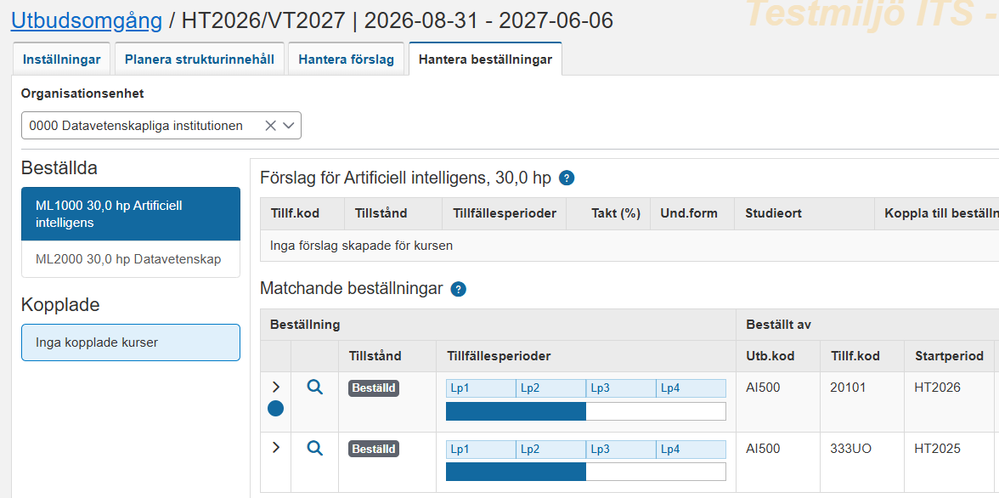 Testmiljö ITS -
Utbudsomgång / HT2026/VT2027 | 2026-08-31 - 2027-06-06
Inställningar
Planera strukturinnehåll
Hantera förslag
Hantera beställningar
Organisationsenhet
0000 Datavetenskapliga institutionen
Beställda
ML1000 30,0 hp Artificiell
intelligens
ML2000 30,0 hp Datavetenskap
Kopplade
Inga kopplade kurser
Förslag för Artificiell intelligens, 30,0 hp ?
Tillf.kod Tillstånd Tillfällesperioder Takt (%) Und.form Studieort Koppla till beställn
Inga förslag skapade för kursen
Matchande beställningar ?
Beställning Beställt av
Tillstånd Tillfällesperioder Utb.kod Tillf.kod Startperiod
Beställd Lp1 Lp2 Lp3 Lp4 AI500 20101 HT2026
Beställd Lp1 Lp2 Lp3 Lp4 AI500 333UO HT2025